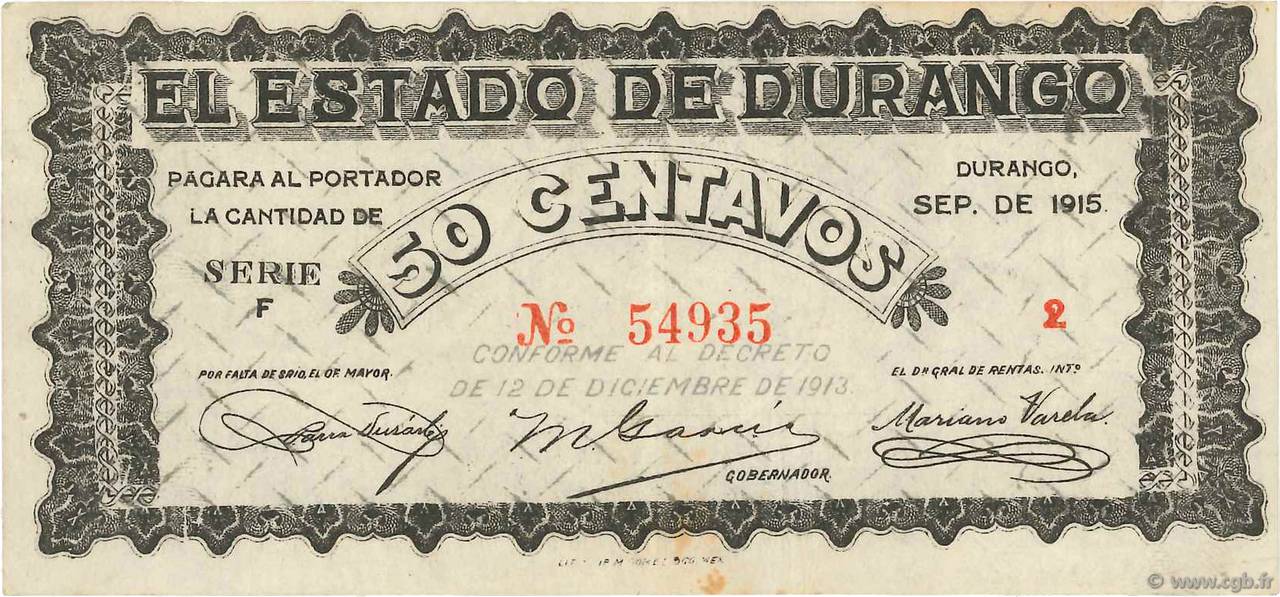 EL ESTADO DE DURANGO
PAGARA AL PORTADOR
LA CANTIDAD DE
50 CENTAVOS
DURANGO,
SEP. DE 1915.
SERIE
F
No 54935
2
CONFORME AL DECRETO
DE 12 DE DICIEMBRE DE 1913.
POR FALTA DE SRIO, EL OF. MAYOR.
EL DR GRAL DE RENTAS. INTO
M. García
Mariano Varela.
GOBERNADOR.
© www.cgb.fr